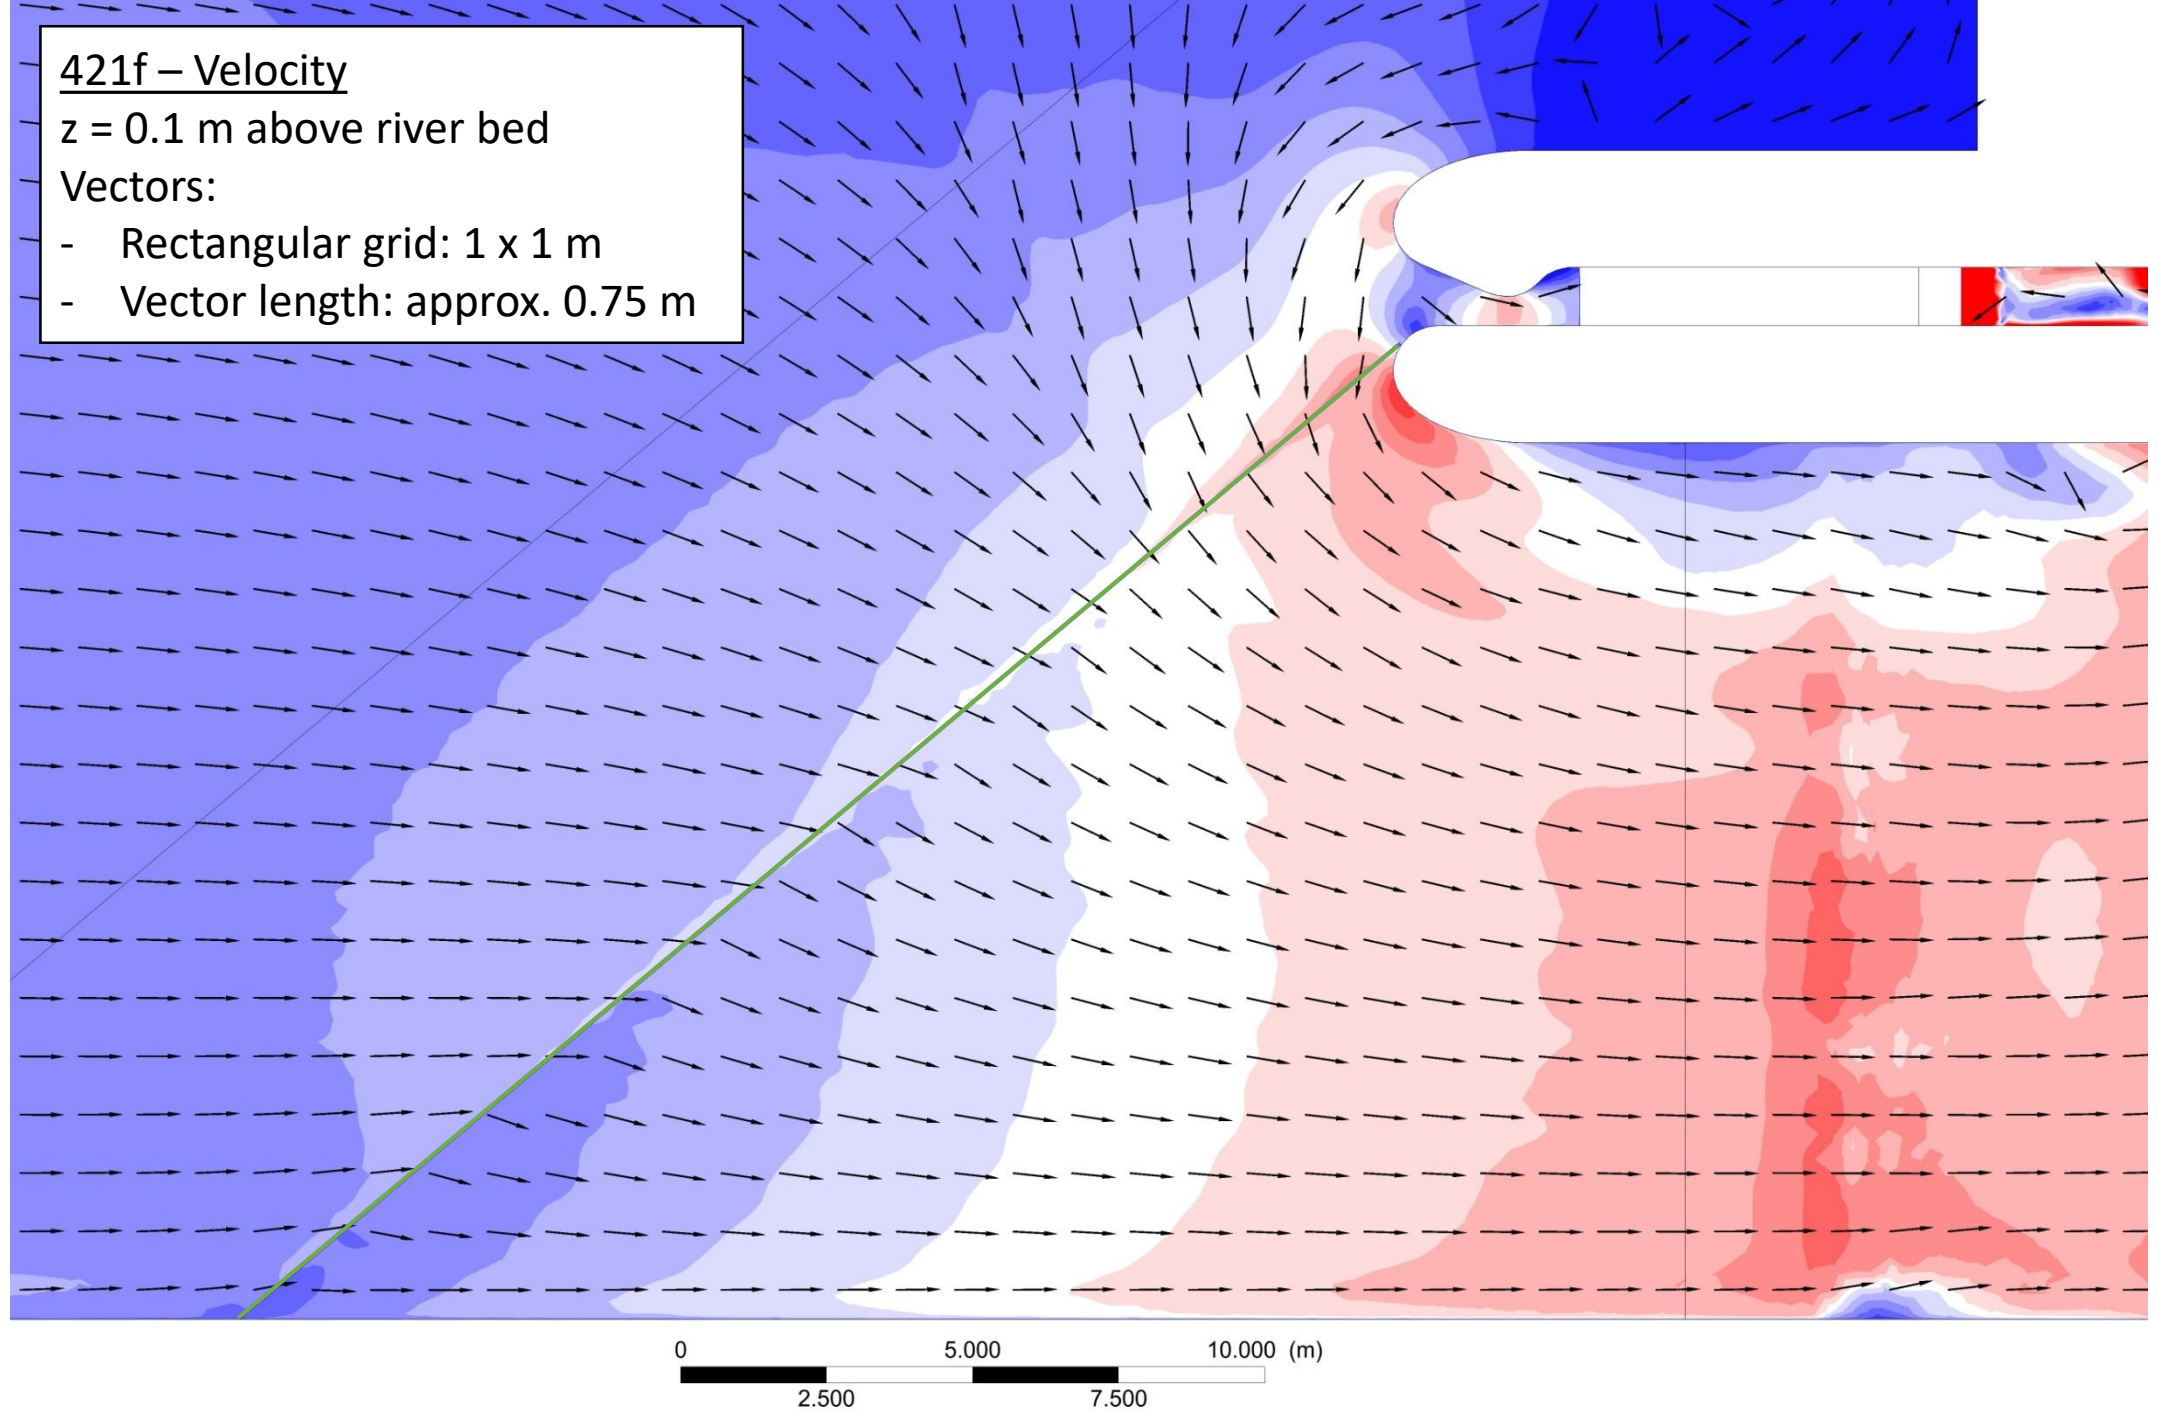 421f – Velocity
z = 0.1 m above river bed
Vectors:
- Rectangular grid: 1 x 1 m
- Vector length: approx. 0.75 m
0 5.000 10.000 (m)
2.500 7.500